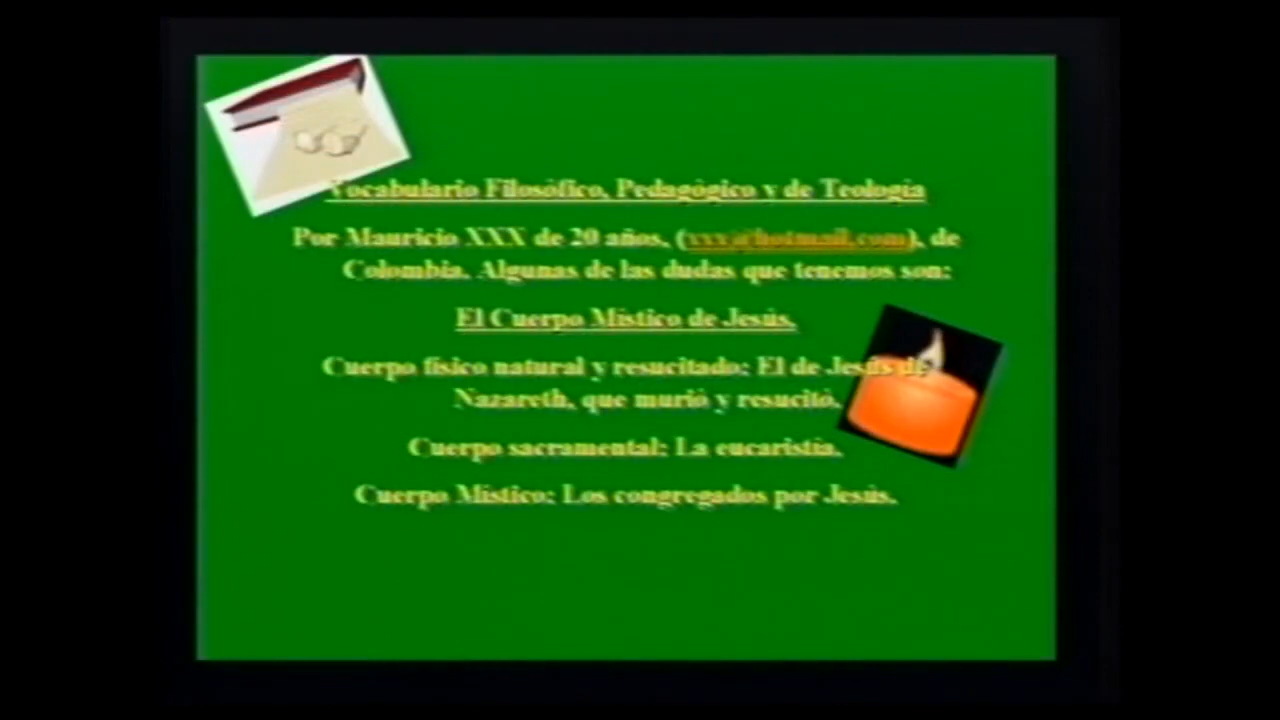 Vocabulario Filosófico, Pedagógico y de Teología
Por Mauricio XXX de 20 años, (xxx@hotmail.com), de
Colombia. Algunas de las dudas que tenemos son:
El Cuerpo Místico de Jesús.
Cuerpo físico natural y resucitado: El de Jesús de
Nazareth, que murió y resucitó.
Cuerpo sacramental: La eucaristía.
Cuerpo Místico: Los congregados por Jesús.